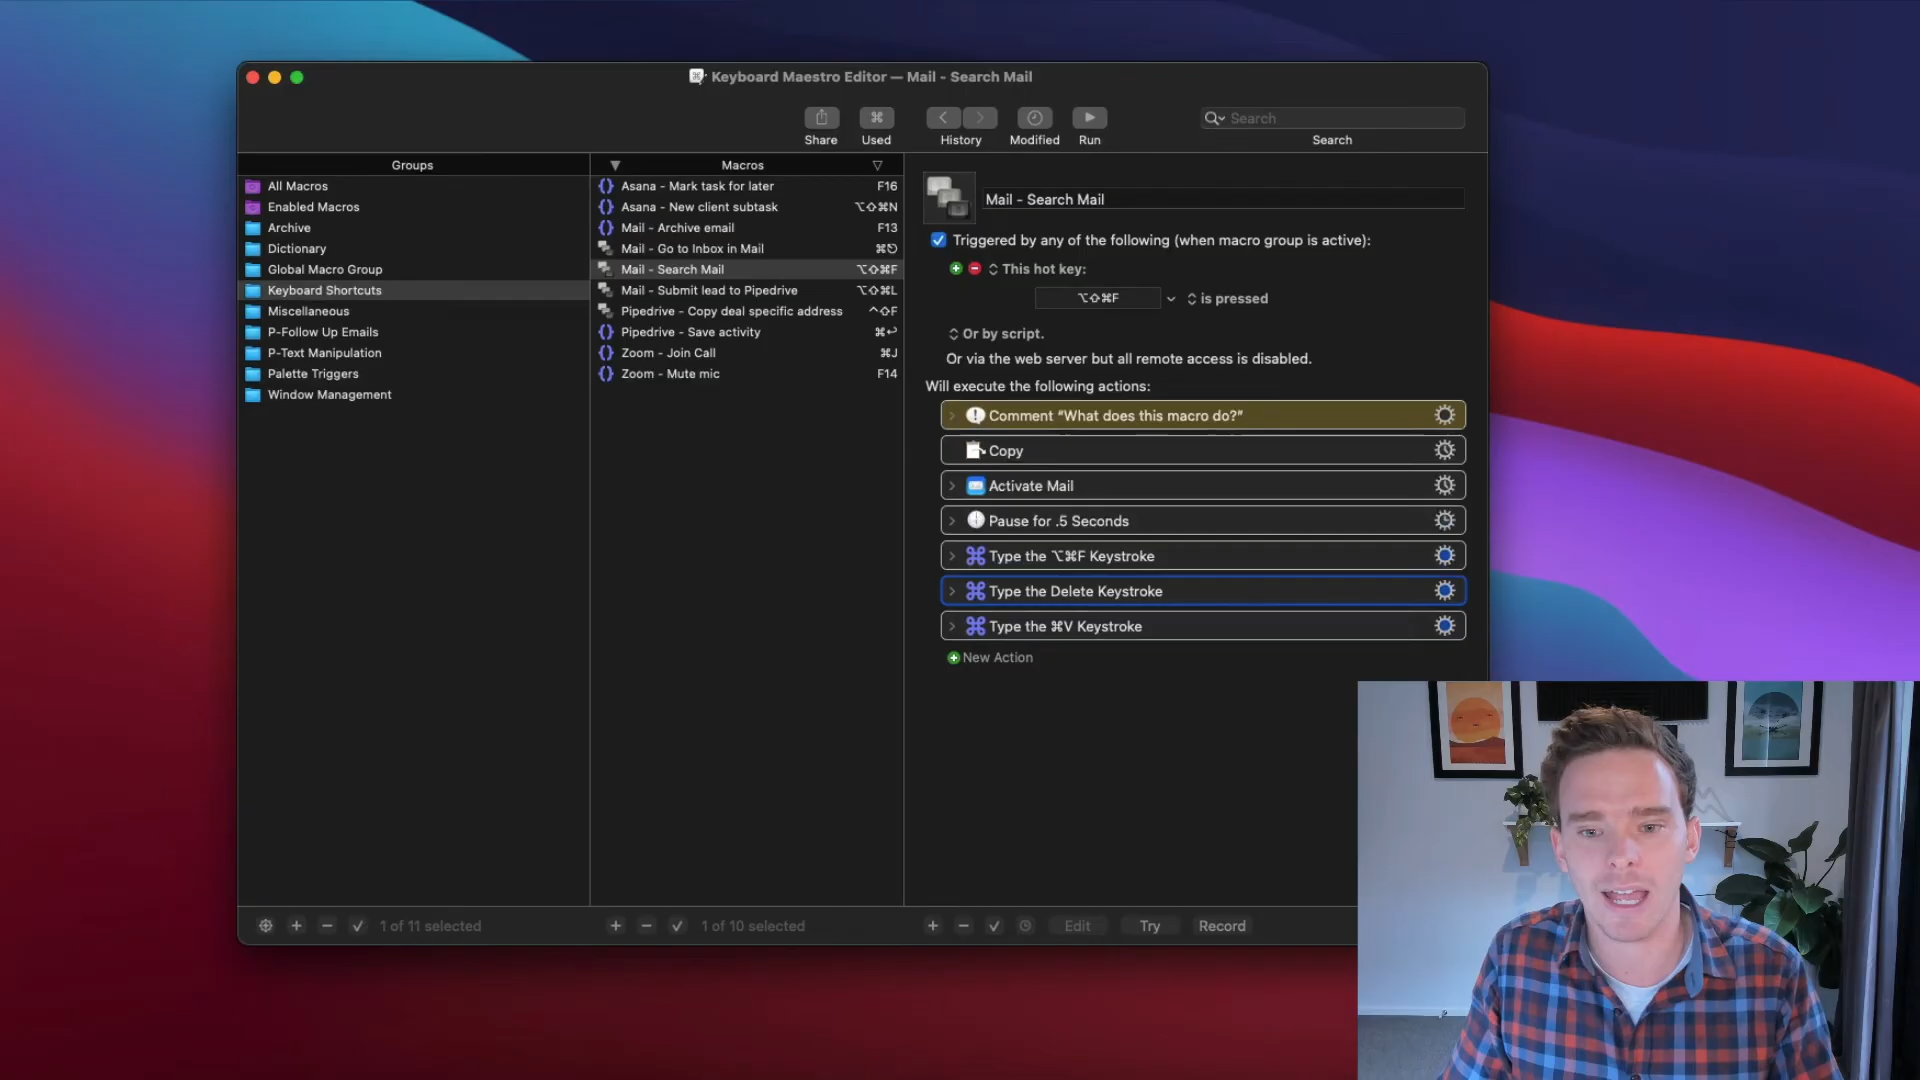 Keyboard Maestro Editor — Mail - Search Mail
Share
Used
History
Modified
Run
Search
Search
Groups
All Macros
Enabled Macros
Archive
Dictionary
Global Macro Group
Keyboard Shortcuts
Miscellaneous
P-Follow Up Emails
P-Text Manipulation
Palette Triggers
Window Management
Macros
Asana - Mark task for later F16
Asana - New client subtask ⌥⇧⌘N
Mail - Archive email F13
Mail - Go to Inbox in Mail ⌘⎋
Mail - Search Mail ⌥⇧⌘F
Mail - Submit lead to Pipedrive ⌥⇧⌘L
Pipedrive - Copy deal specific address ^⇧F
Pipedrive - Save activity ⌘↩
Zoom - Join Call ⌘J
Zoom - Mute mic F14
Mail - Search Mail
Triggered by any of the following (when macro group is active):
This hot key:
⌥⇧⌘F is pressed
Or by script.
Or via the web server but all remote access is disabled.
Will execute the following actions:
Comment “What does this macro do?”
Copy
Activate Mail
Pause for .5 Seconds
Type the ⌥⌘F Keystroke
Type the Delete Keystroke
Type the ⌘V Keystroke
New Action
1 of 11 selected
1 of 10 selected
Edit
Try
Record